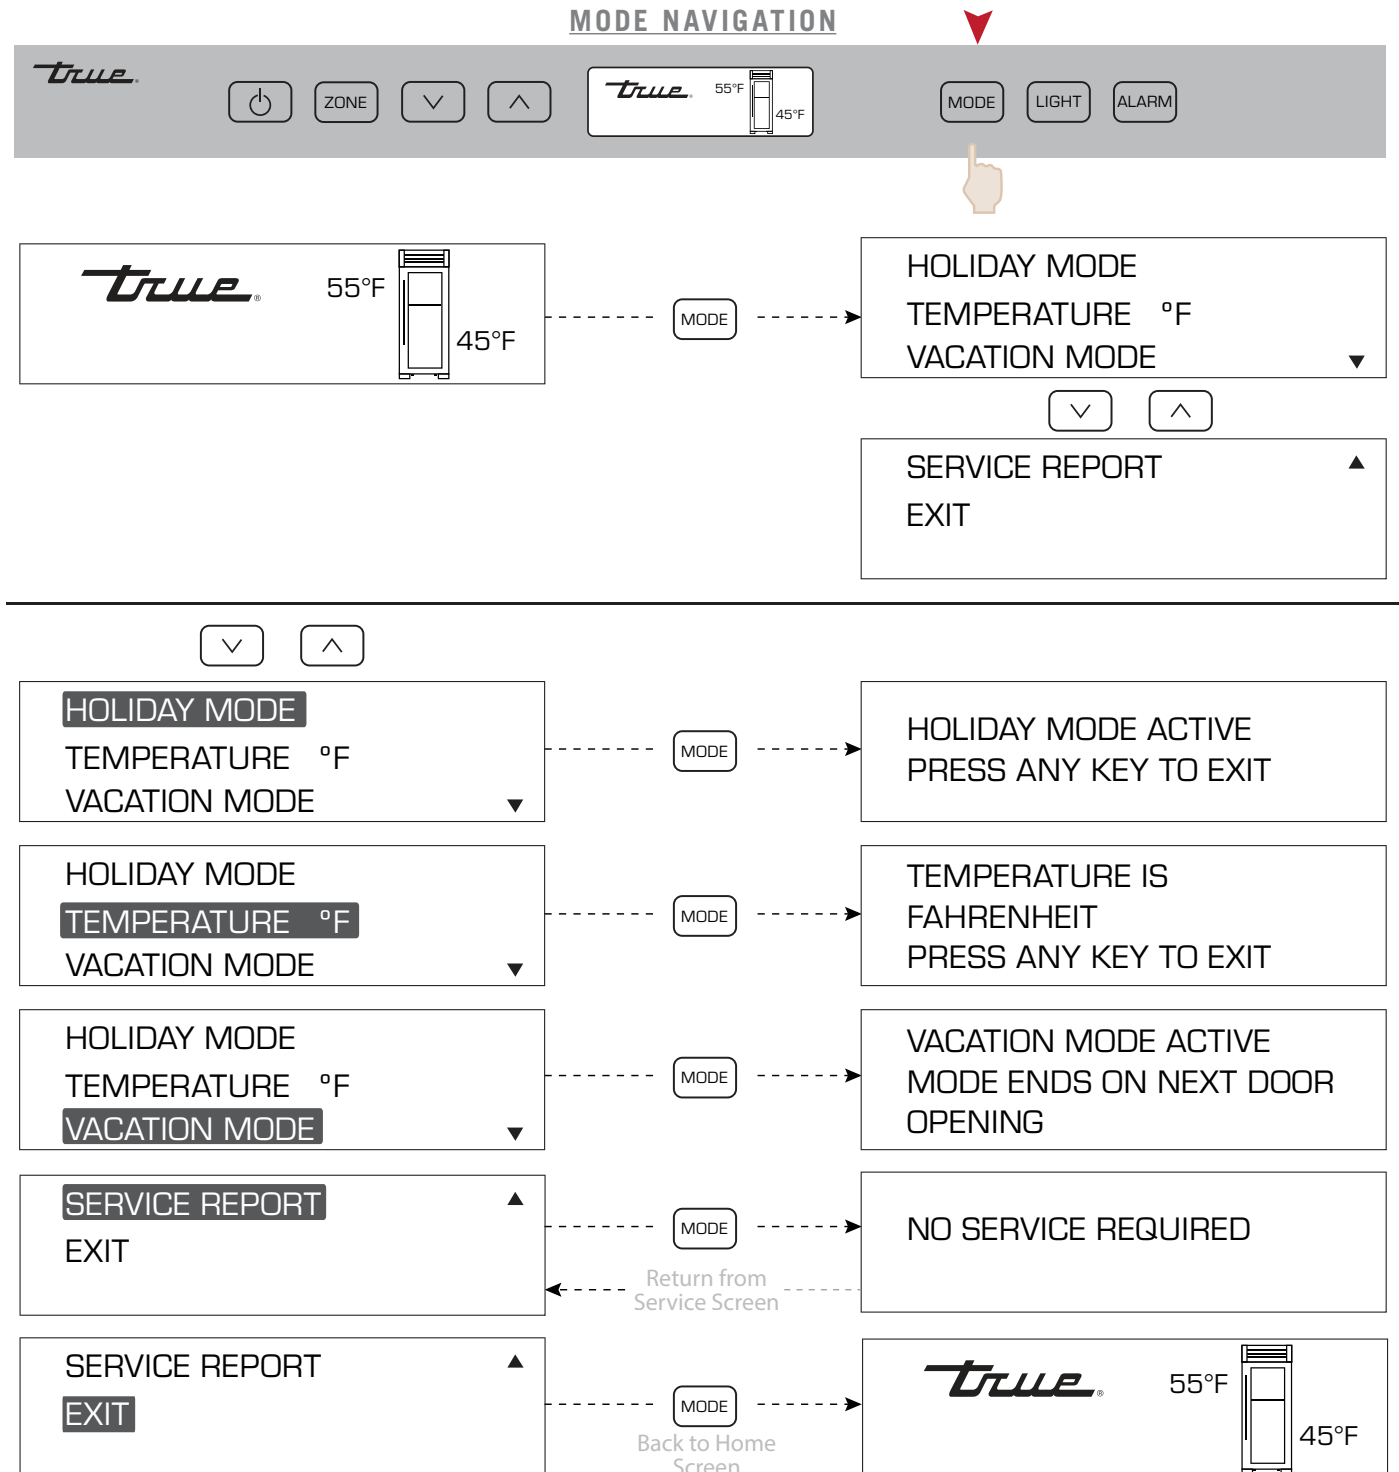 MODE NAVIGATION
true®
ZONE
true® 55°F
45°F
MODE LIGHT ALARM
true® 55°F
45°F
MODE
HOLIDAY MODE
TEMPERATURE °F
VACATION MODE
SERVICE REPORT
EXIT
HOLIDAY MODE
TEMPERATURE °F
VACATION MODE
MODE
HOLIDAY MODE ACTIVE
PRESS ANY KEY TO EXIT
HOLIDAY MODE
TEMPERATURE °F
VACATION MODE
MODE
TEMPERATURE IS
FAHRENHEIT
PRESS ANY KEY TO EXIT
HOLIDAY MODE
TEMPERATURE °F
VACATION MODE
MODE
VACATION MODE ACTIVE
MODE ENDS ON NEXT DOOR
OPENING
SERVICE REPORT
EXIT
MODE
Return from
Service Screen
NO SERVICE REQUIRED
SERVICE REPORT
EXIT
MODE
Back to Home
Screen
true® 55°F
45°F